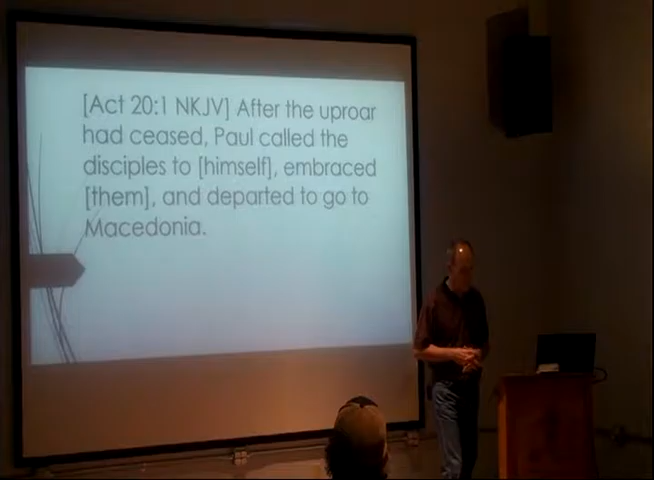 [Act 20:1 NKJV] After the uproar
had ceased, Paul called the
disciples to [himself], embraced
[them], and departed to go to
Macedonia.